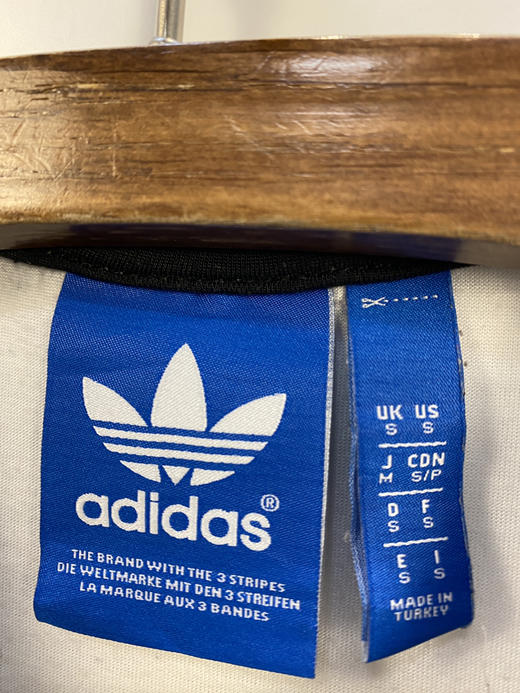 adidas®
THE BRAND WITH THE 3 STRIPES
DIE WELTMARKE MIT DEN 3 STREIFEN
LA MARQUE AUX 3 BANDES
UK US
S S
J CDN
M S/P
D F
S S
E I
S S
MADE IN
TURKEY